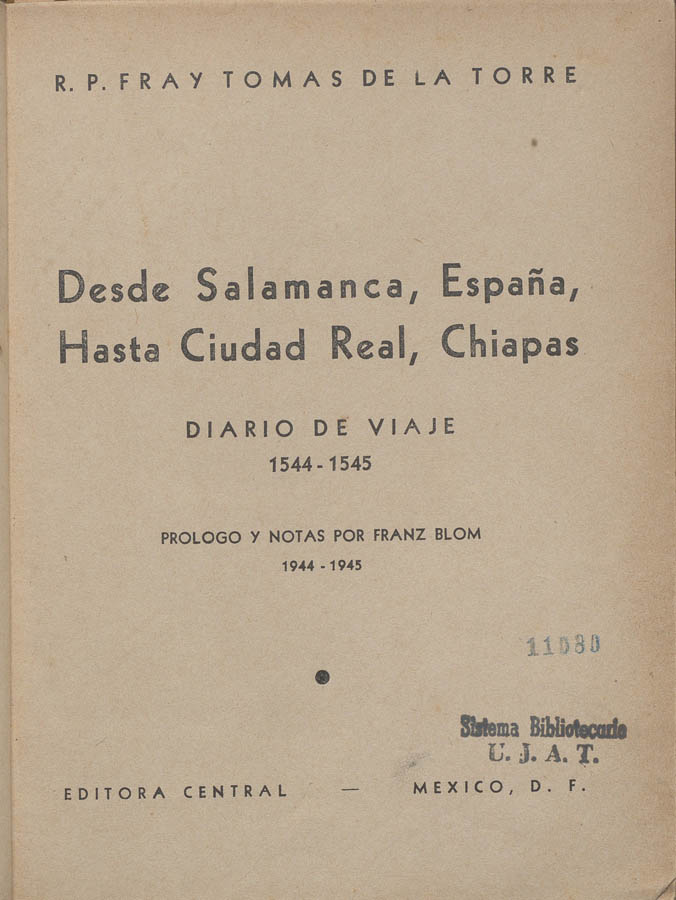 R. P. FRAY TOMAS DE LA TORRE
Desde Salamanca, España,
Hasta Ciudad Real, Chiapas
DIARIO DE VIAJE
1544 - 1545
PROLOGO Y NOTAS POR FRANZ BLOM
1944 - 1945
11080
Sistema Bibliotecario
U. J. A. T.
EDITORA CENTRAL — MEXICO, D. F.